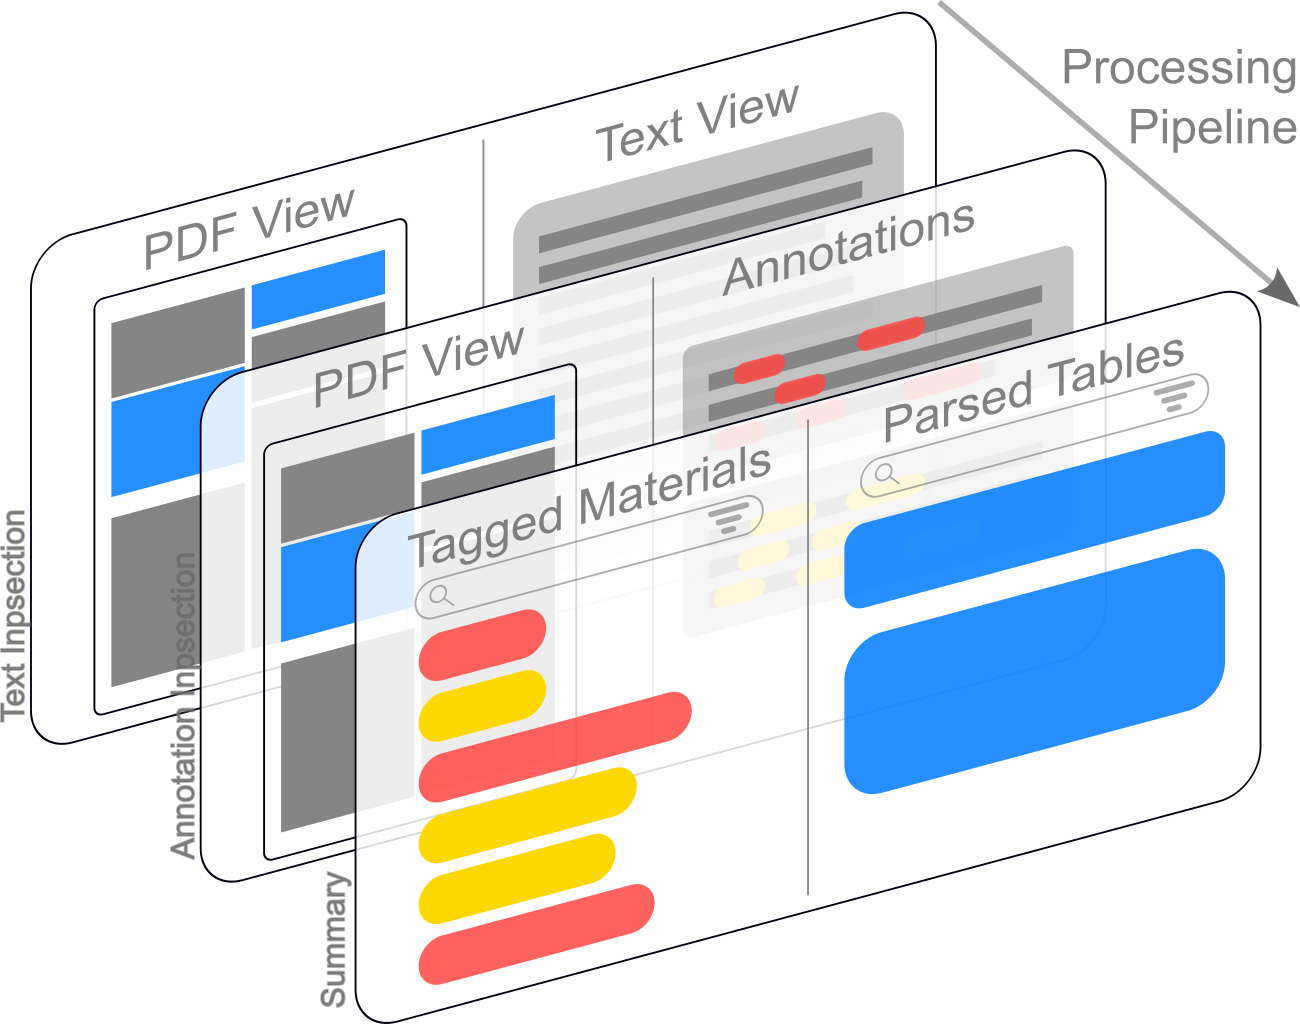 Processing
Pipeline
Text View
PDF View
Annotations
PDF View
Parsed Tables
Tagged Materials
Text Inpsection
Annotation Inpsection
Summary